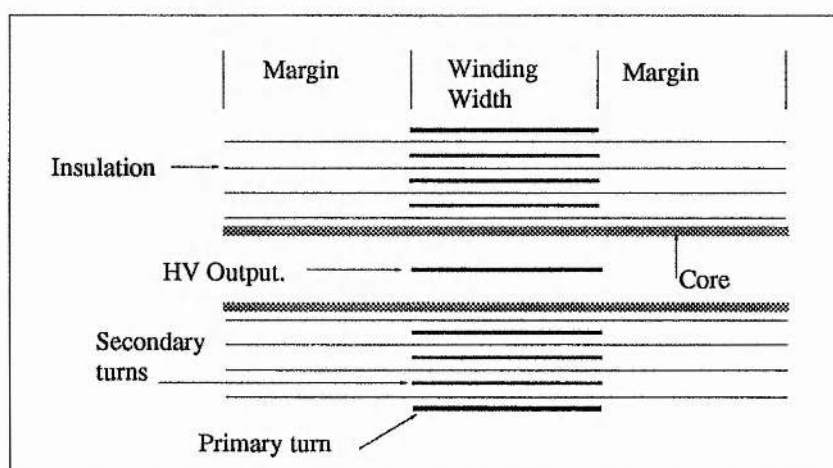 Margin
Winding
Width
Margin
Insulation
HV Output.
Core
Secondary
turns
Primary turn